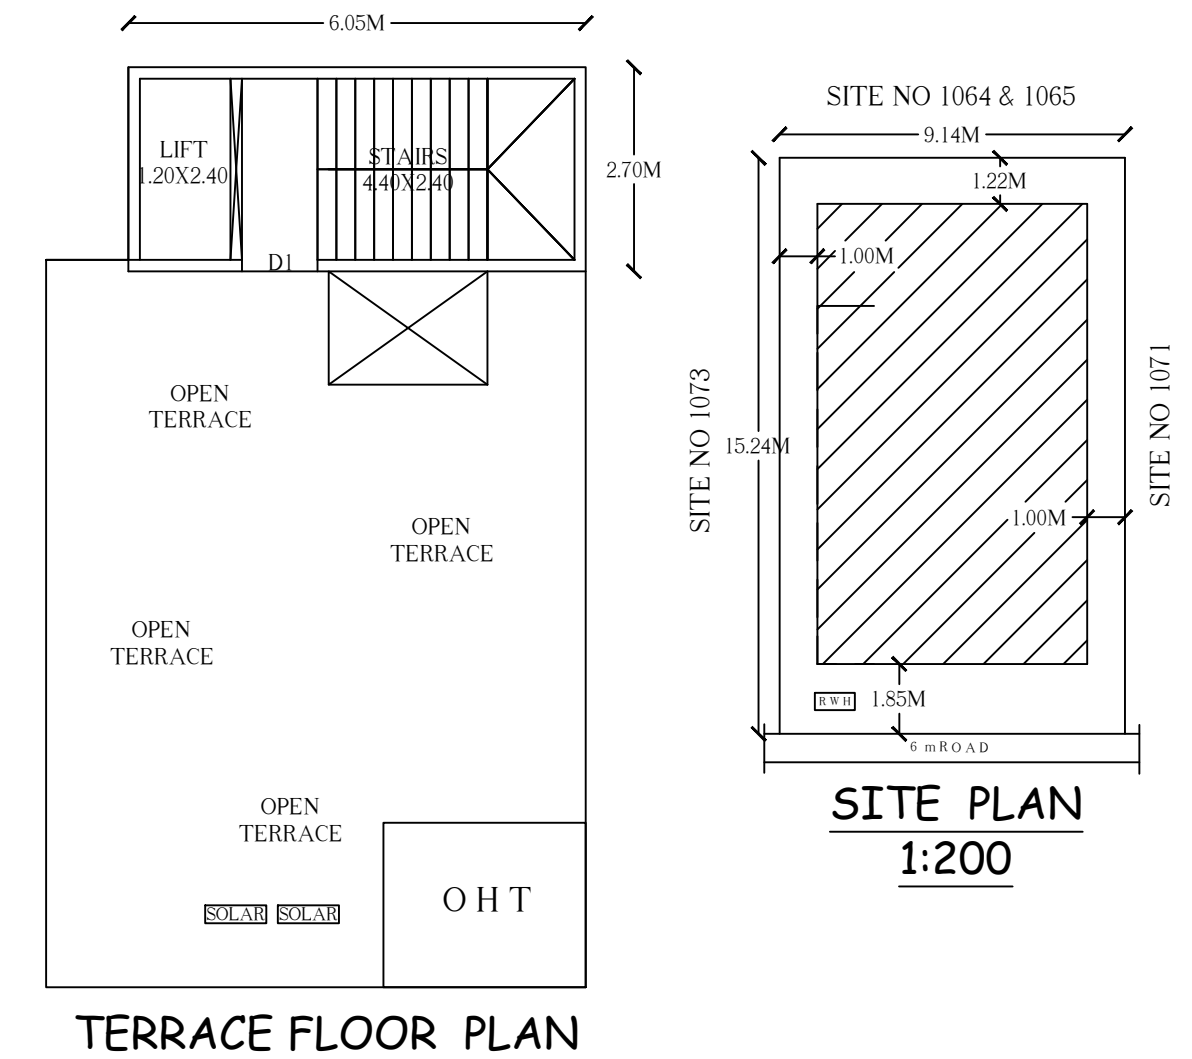 6.05M
LIFT
1.20X2.40
STAIRS
4.40X2.40
2.70M
D1
OPEN
TERRACE
OPEN
TERRACE
OPEN
TERRACE
OPEN
TERRACE
SOLAR
SOLAR
O H T
TERRACE FLOOR PLAN
SITE NO 1064 & 1065
9.14M
1.22M
1.00M
SITE NO 1073
15.24M
SITE NO 1071
1.00M
RWH
1.85M
6 mROAD
SITE PLAN
1:200